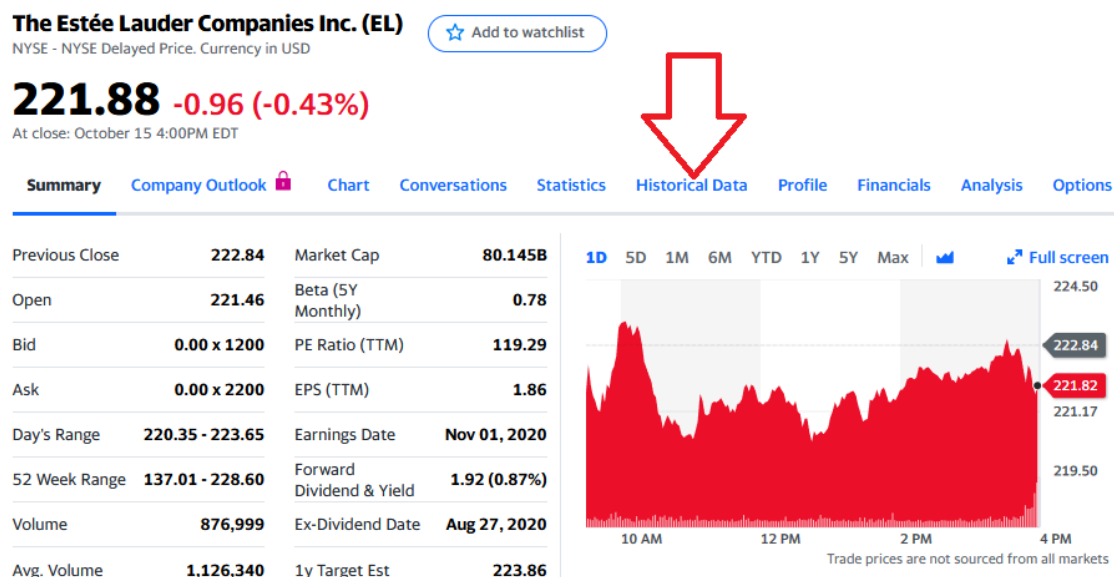 The Estée Lauder Companies Inc. (EL)
Add to watchlist
NYSE - NYSE Delayed Price. Currency in USD
221.88 -0.96 (-0.43%)
At close: October 15 4:00PM EDT
Summary Company Outlook Chart Conversations Statistics Historical Data Profile Financials Analysis Options
Previous Close 222.84
Open 221.46
Bid 0.00 x 1200
Ask 0.00 x 2200
Day's Range 220.35 - 223.65
52 Week Range 137.01 - 228.60
Volume 876,999
Avg. Volume 1,126,340
Market Cap 80.145B
Beta (5Y
Monthly) 0.78
PE Ratio (TTM) 119.29
EPS (TTM) 1.86
Earnings Date Nov 01, 2020
Forward
Dividend & Yield 1.92 (0.87%)
Ex-Dividend Date Aug 27, 2020
1y Target Est 223.86
1D 5D 1M 6M YTD 1Y 5Y Max Full screen
224.50
222.84
221.82
221.17
219.50
10 AM 12 PM 2 PM 4 PM
Trade prices are not sourced from all markets